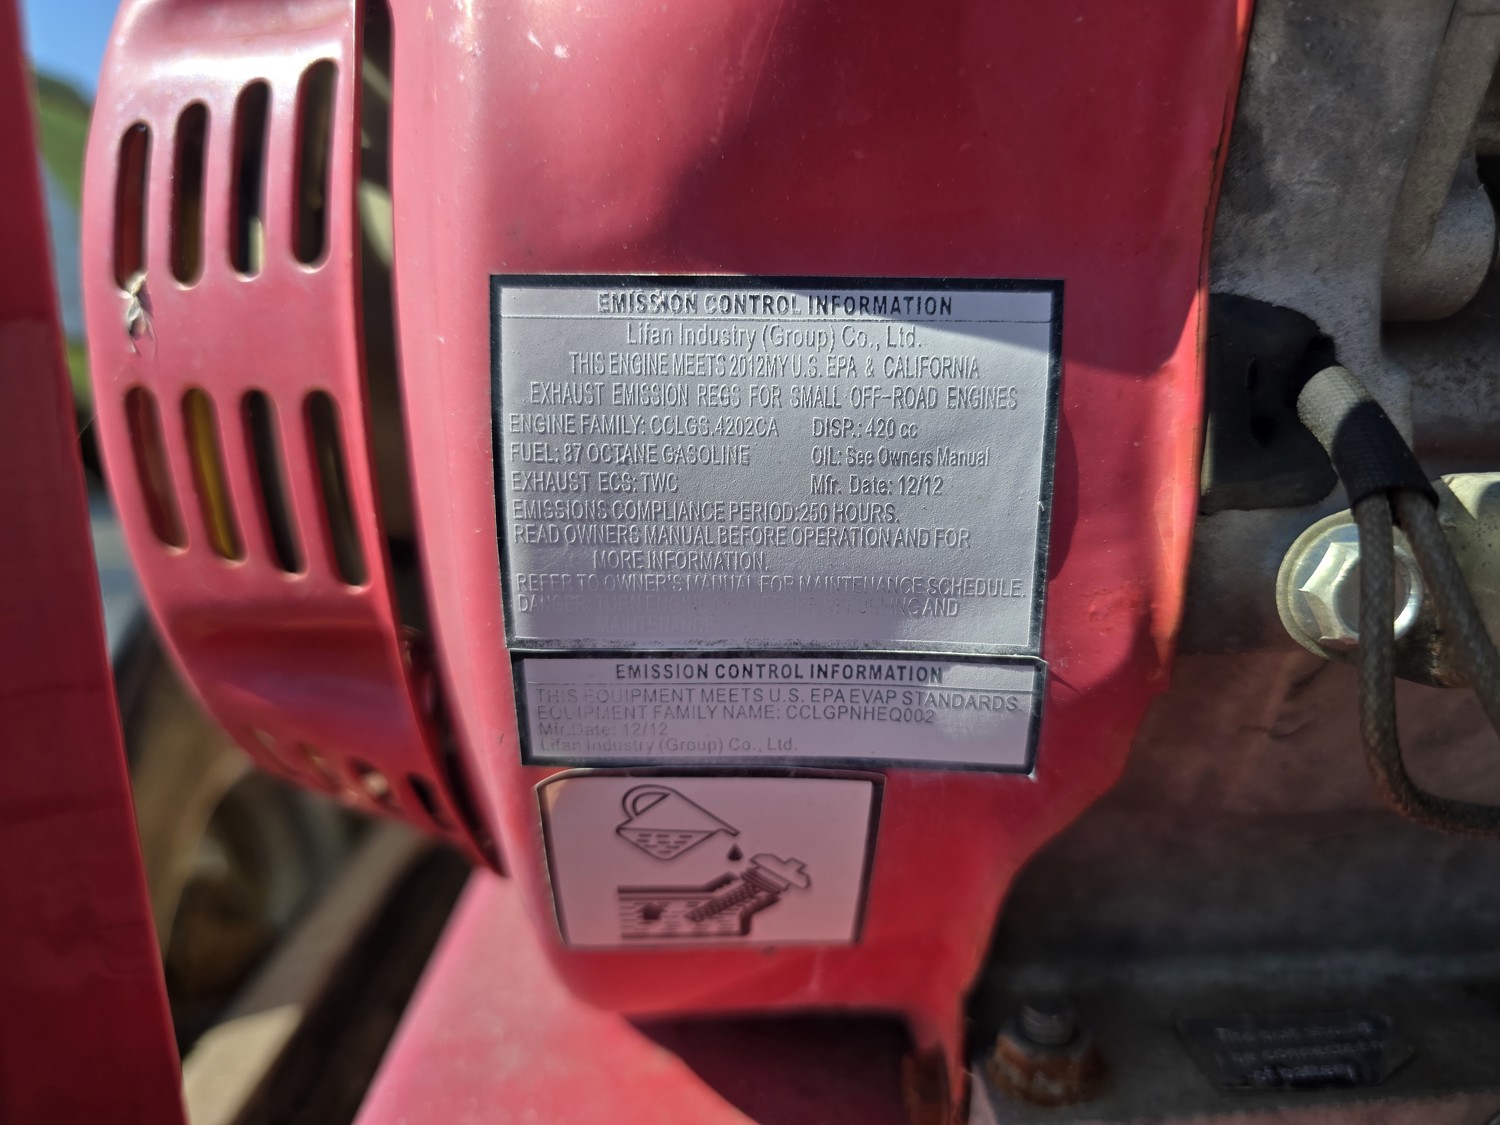 EMISSION CONTROL INFORMATION
Lifan Industry (Group) Co., Ltd.
THIS ENGINE MEETS 2012MY U.S. EPA & CALIFORNIA
EXHAUST EMISSION REGS FOR SMALL OFF-ROAD ENGINES
ENGINE FAMILY: CCLGS.4202CA DISP.: 420 cc
FUEL: 87 OCTANE GASOLINE OIL: See Owners Manual
EXHAUST ECS: TWC Mfr. Date: 12/12
EMISSIONS COMPLIANCE PERIOD: 250 HOURS.
READ OWNERS MANUAL BEFORE OPERATION AND FOR
MORE INFORMATION.
REFER TO OWNER'S MANUAL FOR MAINTENANCE SCHEDULE.
AND
EMISSION CONTROL INFORMATION
THIS EQUIPMENT MEETS U.S. EPA EVAP STANDARDS.
EQUIPMENT FAMILY NAME: CCLGPNHEQ002
Mfr.Date: 12/12
Lifan Industry (Group) Co., Ltd.